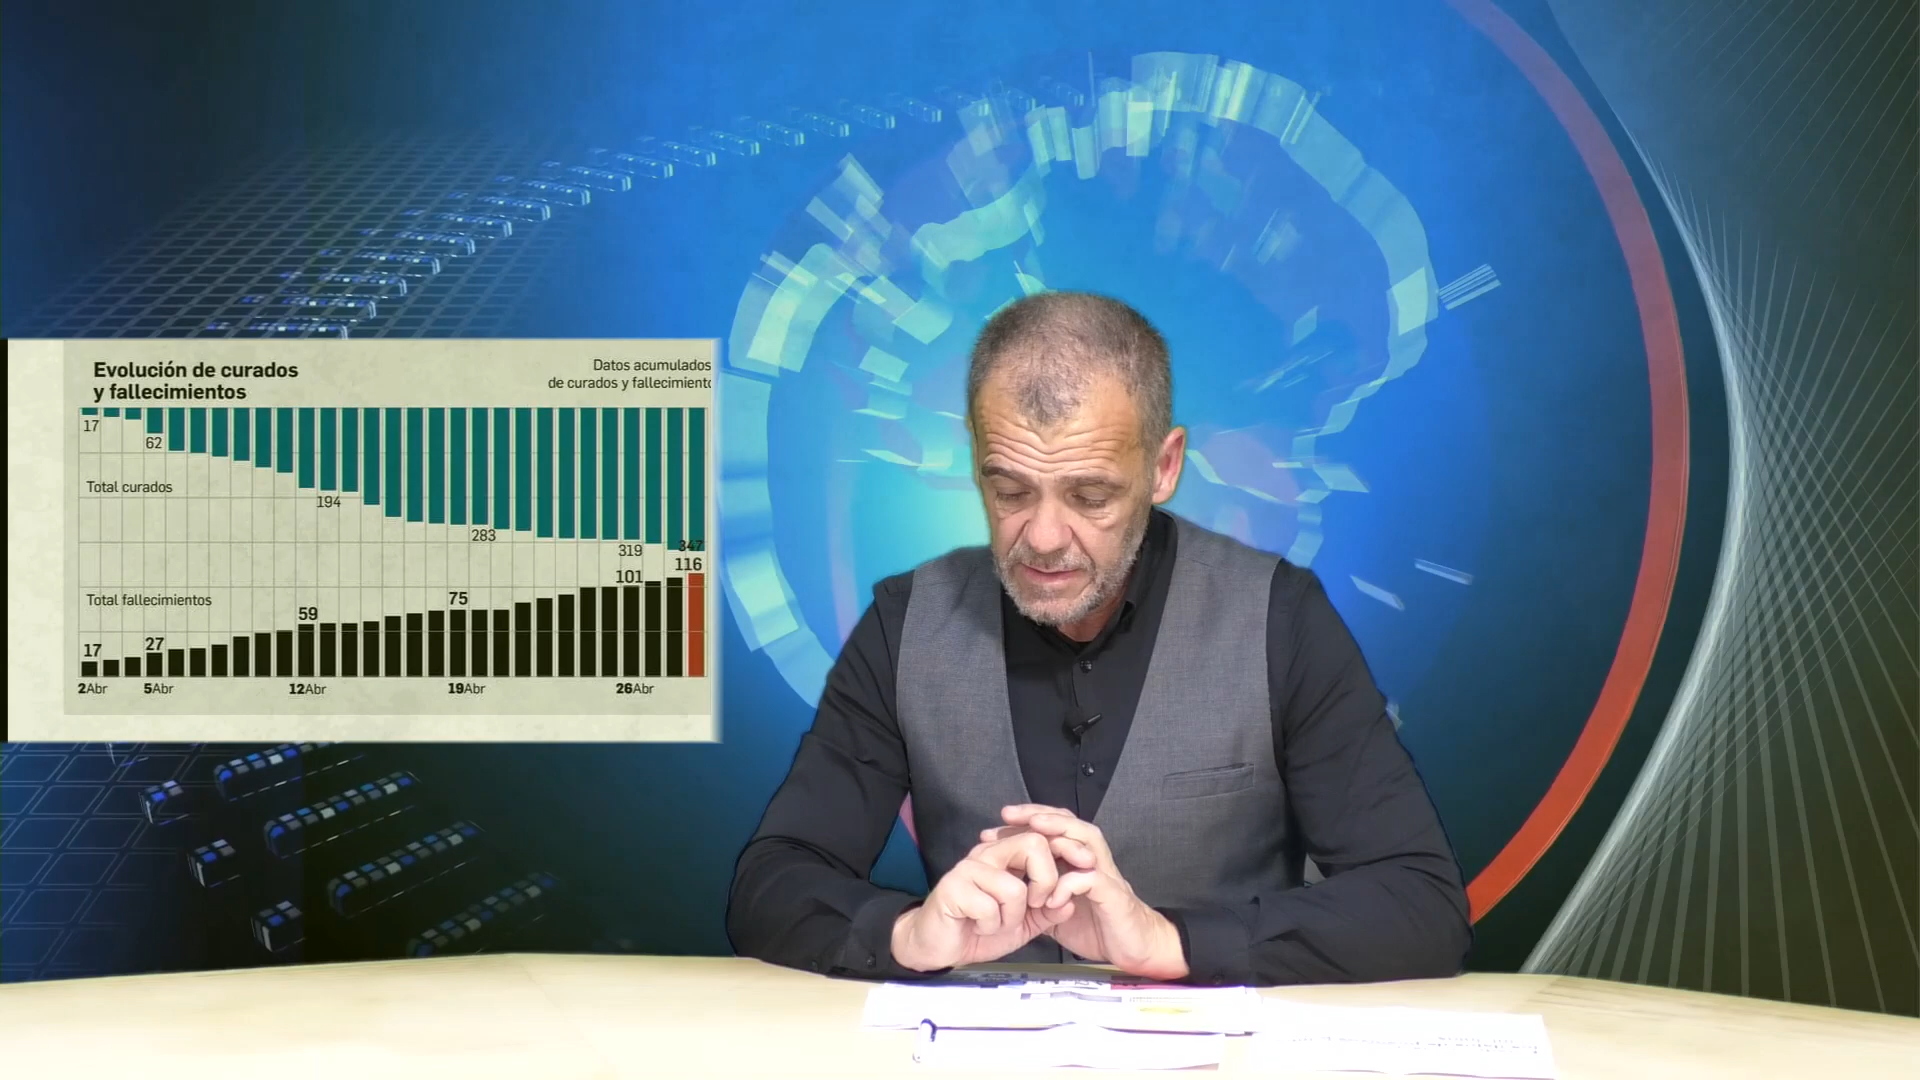 Evolución de curados
y fallecimientos
Datos acumulados
de curados y fallecimiento
17
62
Total curados
194
283
319
347
116
101
Total fallecimientos
75
59
27
17
2Abr
5Abr
12Abr
19Abr
26Abr